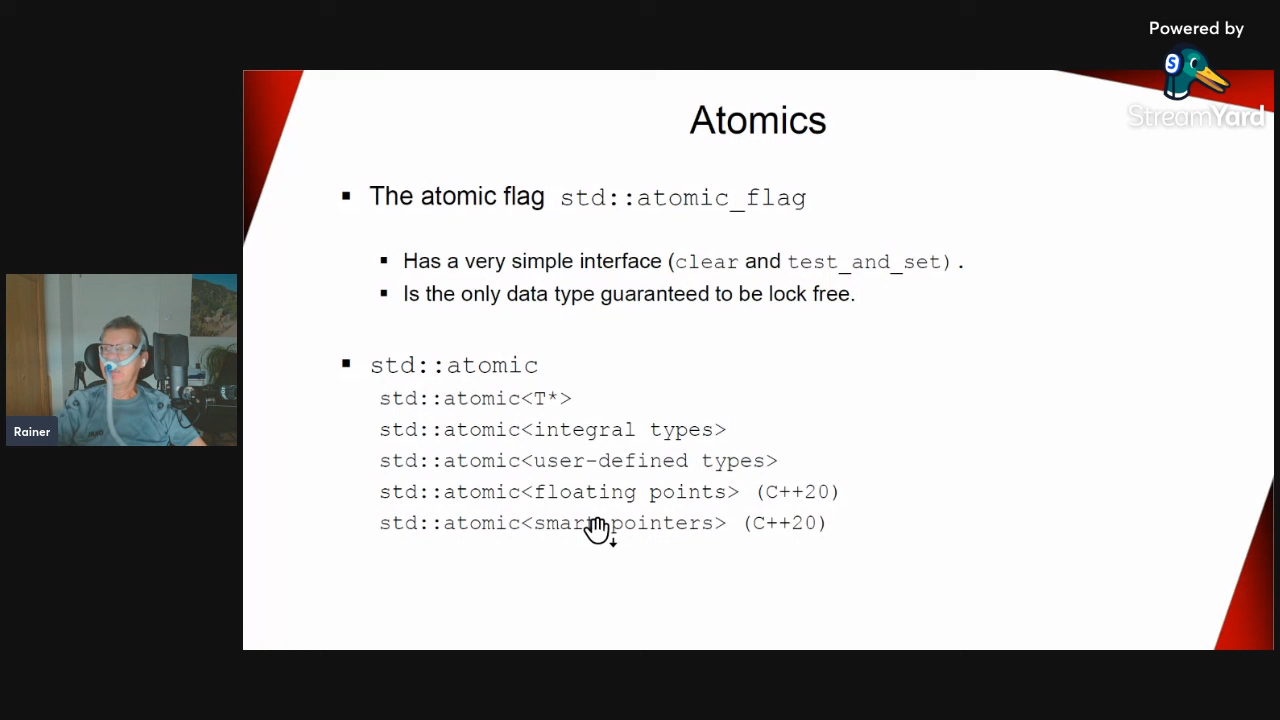 Powered by
StreamYard
Atomics
▪ The atomic flag std::atomic_flag
▪ Has a very simple interface (clear and test_and_set).
▪ Is the only data type guaranteed to be lock free.
▪ std::atomic
std::atomic<T*>
std::atomic<integral types>
std::atomic<user-defined types>
std::atomic<floating points> (C++20)
std::atomic<smart pointers> (C++20)
Rainer